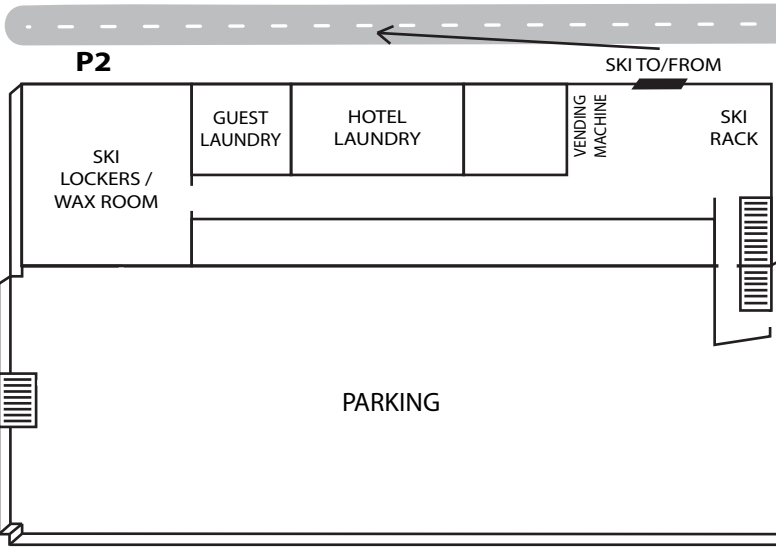 P2
SKI TO/FROM
GUEST
LAUNDRY
HOTEL
LAUNDRY
VENDING
MACHINE
SKI
RACK
SKI
LOCKERS /
WAX ROOM
PARKING